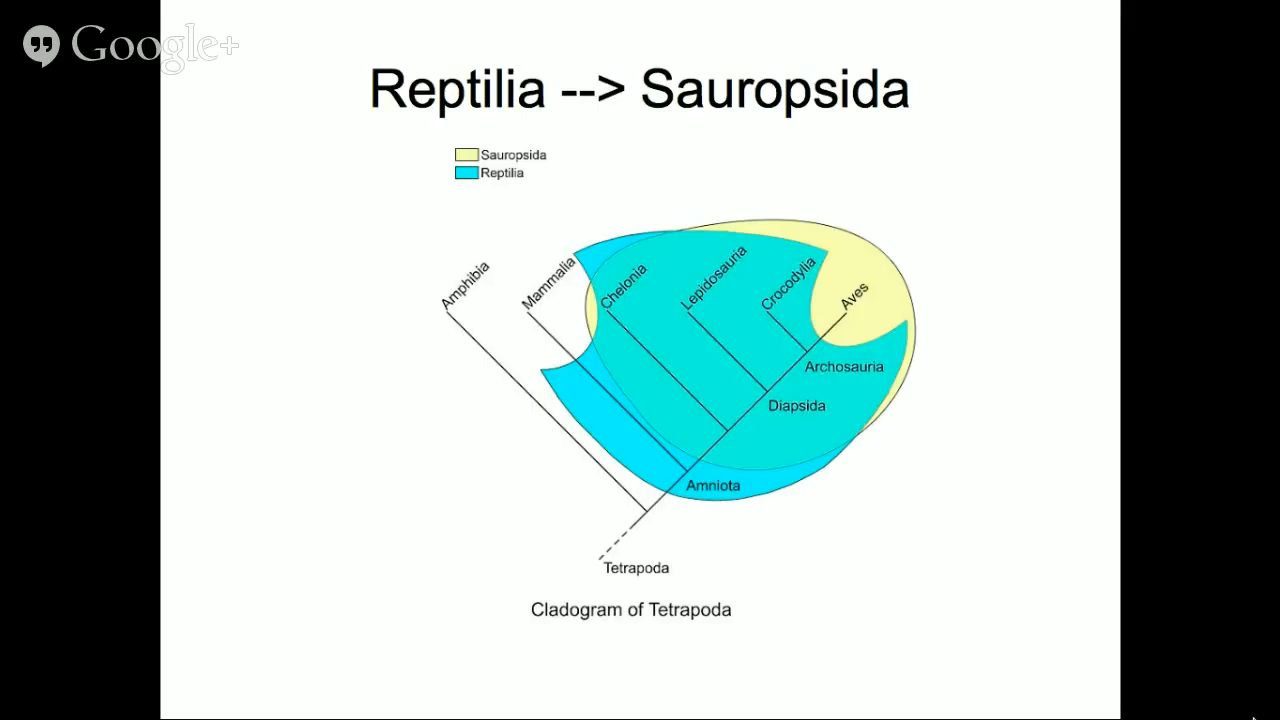 Google+
Reptilia --> Sauropsida
Sauropsida
Reptilia
Amphibia
Mammalia
Chelonia
Lepidosauria
Crocodylia
Aves
Archosauria
Diapsida
Amniota
Tetrapoda
Cladogram of Tetrapoda